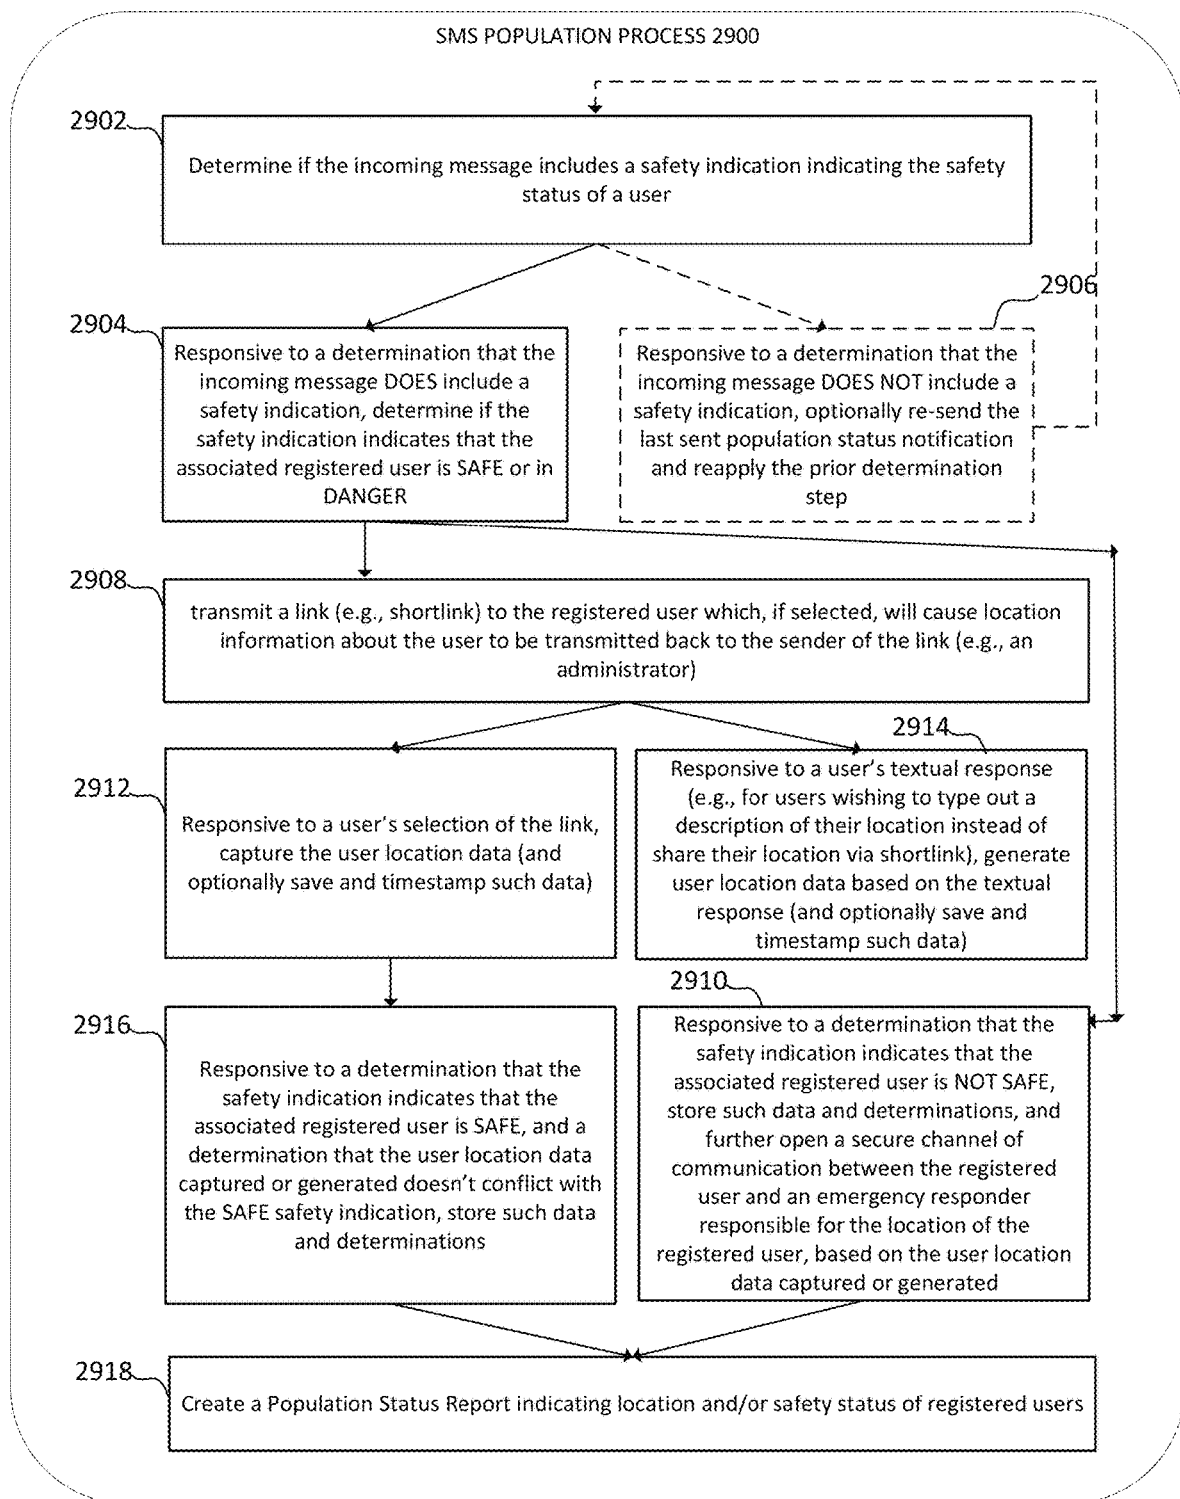 SMS POPULATION PROCESS 2900
2902
Determine if the incoming message includes a safety indication indicating the safety
status of a user
2904
Responsive to a determination that the
incoming message DOES include a
safety indication, determine if the
safety indication indicates that the
associated registered user is SAFE or in
DANGER
2906
Responsive to a determination that the
incoming message DOES NOT include a
safety indication, optionally re-send the
last sent population status notification
and reapply the prior determination
step
2908
transmit a link (e.g., shortlink) to the registered user which, if selected, will cause location
information about the user to be transmitted back to the sender of the link (e.g., an
administrator)
2912
Responsive to a user's selection of the link,
capture the user location data (and
optionally save and timestamp such data)
2914
Responsive to a user's textual response
(e.g., for users wishing to type out a
description of their location instead of
share their location via shortlink), generate
user location data based on the textual
response (and optionally save and
timestamp such data)
2916
Responsive to a determination that the
safety indication indicates that the
associated registered user is SAFE, and a
determination that the user location data
captured or generated doesn't conflict with
the SAFE safety indication, store such data
and determinations
2910
Responsive to a determination that the
safety indication indicates that the
associated registered user is NOT SAFE,
store such data and determinations, and
further open a secure channel of
communication between the registered
user and an emergency responder
responsible for the location of the
registered user, based on the user location
data captured or generated
2918
Create a Population Status Report indicating location and/or safety status of registered users